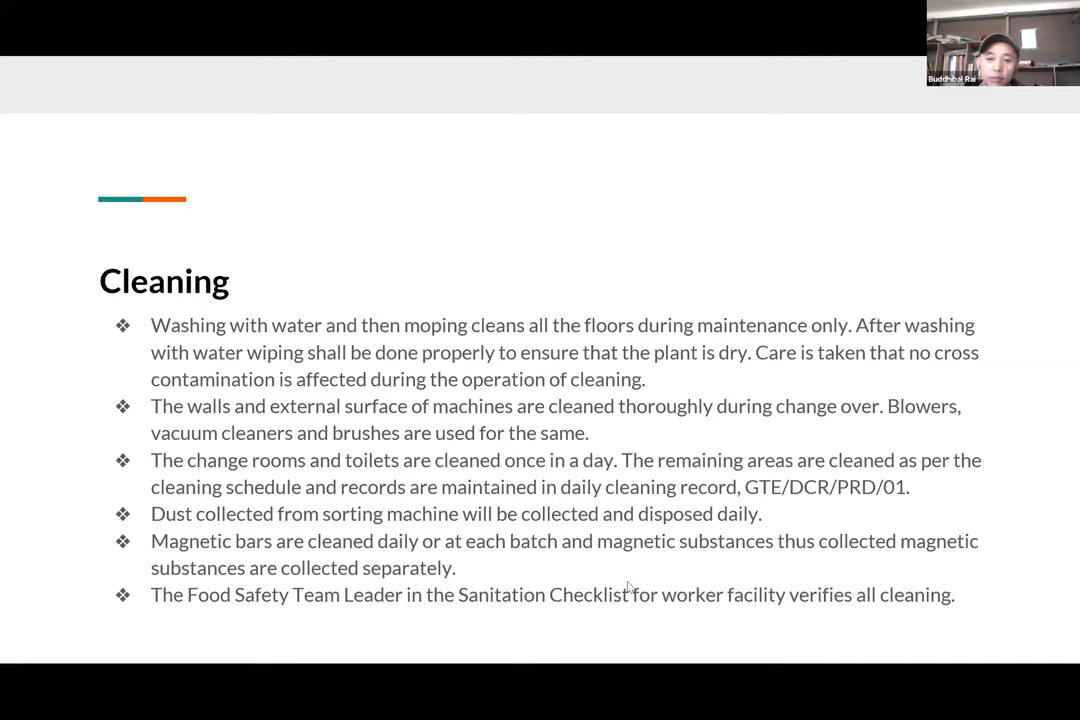 Buddhibal Rai
Cleaning
❖ Washing with water and then moping cleans all the floors during maintenance only. After washing
with water wiping shall be done properly to ensure that the plant is dry. Care is taken that no cross
contamination is affected during the operation of cleaning.
❖ The walls and external surface of machines are cleaned thoroughly during change over. Blowers,
vacuum cleaners and brushes are used for the same.
❖ The change rooms and toilets are cleaned once in a day. The remaining areas are cleaned as per the
cleaning schedule and records are maintained in daily cleaning record, GTE/DCR/PRD/01.
❖ Dust collected from sorting machine will be collected and disposed daily.
❖ Magnetic bars are cleaned daily or at each batch and magnetic substances thus collected magnetic
substances are collected separately.
❖ The Food Safety Team Leader in the Sanitation Checklist for worker facility verifies all cleaning.